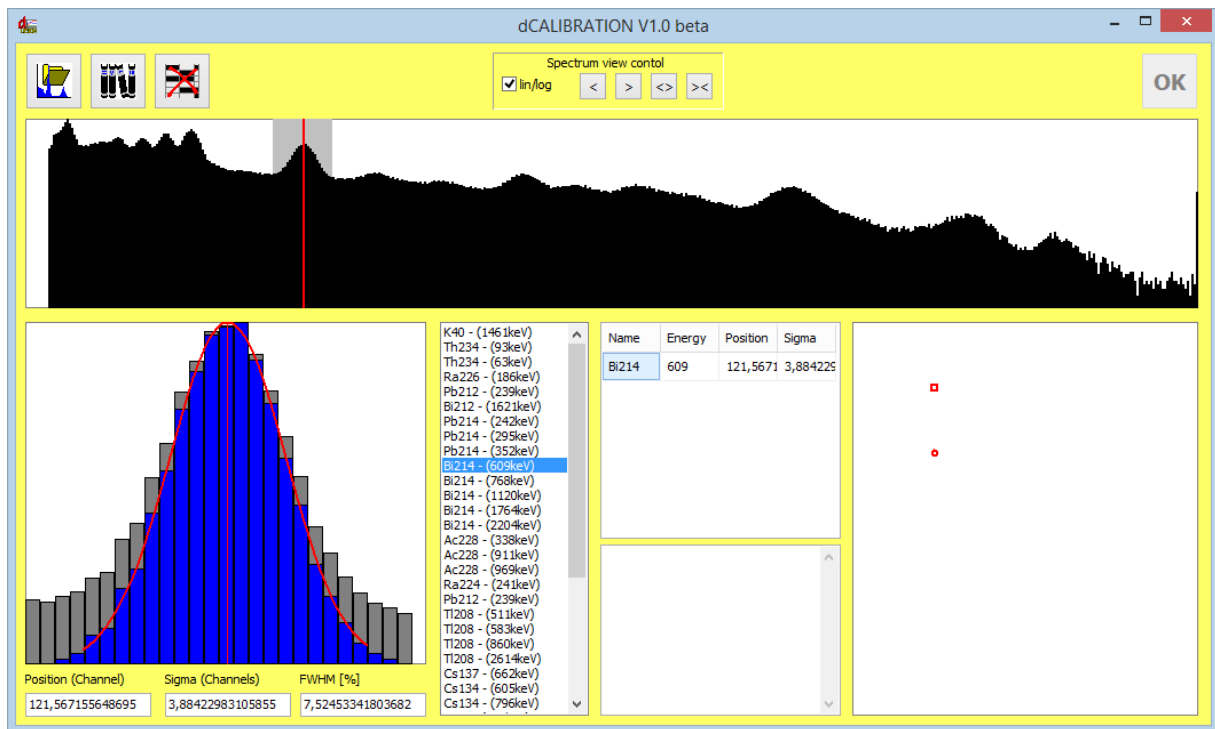 dCALIBRATION V1.0 beta
Spectrum view contol
lin/log < > <> ><
OK
K40 - (1461keV)
Th234 - (93keV)
Th234 - (63keV)
Ra226 - (186keV)
Pb212 - (239keV)
Bi212 - (1621keV)
Pb214 - (242keV)
Pb214 - (295keV)
Pb214 - (352keV)
Bi214 - (609keV)
Bi214 - (768keV)
Bi214 - (1120keV)
Bi214 - (1764keV)
Bi214 - (2204keV)
Ac228 - (338keV)
Ac228 - (911keV)
Ac228 - (969keV)
Ra224 - (241keV)
Pb212 - (239keV)
Tl208 - (511keV)
Tl208 - (583keV)
Tl208 - (860keV)
Tl208 - (2614keV)
Cs137 - (662keV)
Cs134 - (605keV)
Cs134 - (796keV)
Name Energy Position Sigma
Bi214 609 121,5671 3,884229
Position (Channel) Sigma (Channels) FWHM [%]
121,567155648695 3,88422983105855 7,52453341803682